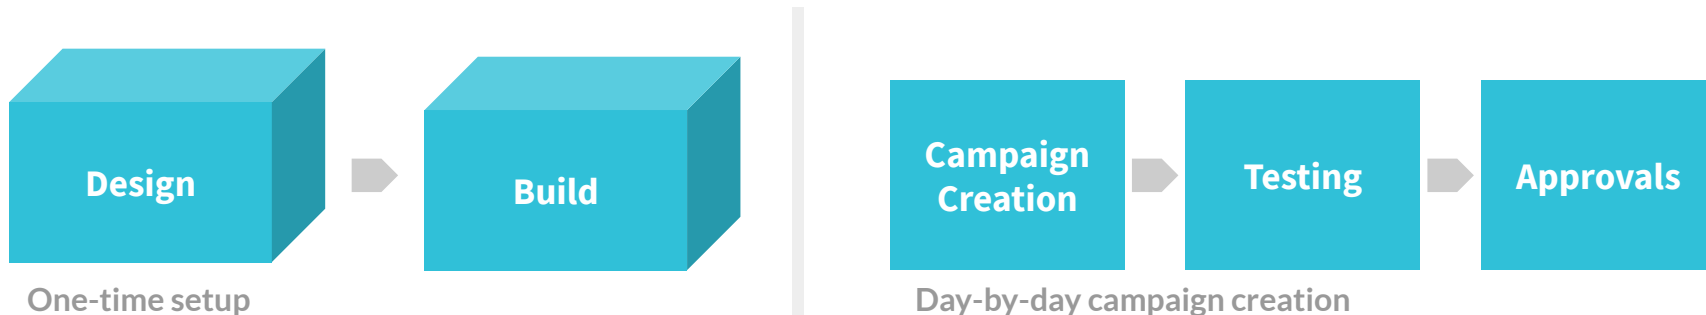 Design
Build
One-time setup
Campaign
Creation
Testing
Approvals
Day-by-day campaign creation